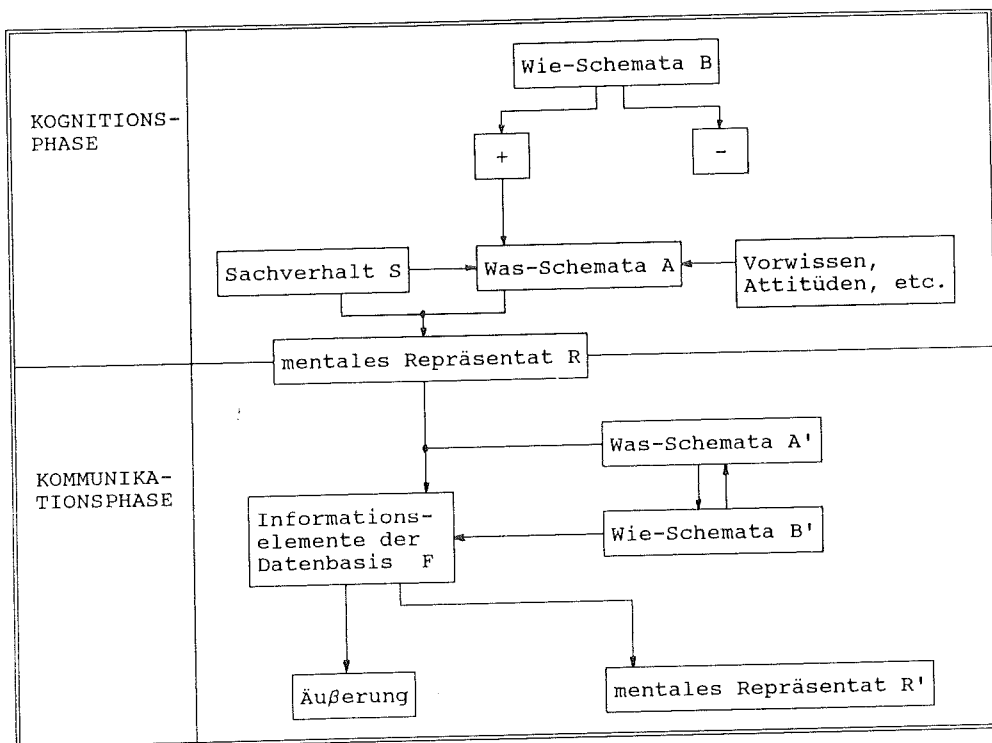 Wie-Schemata B
KOGNITIONS-
PHASE
+
-
Sachverhalt S
Was-Schemata A
Vorwissen,
Attitüden, etc.
mentales Repräsentat R
KOMMUNIKA-
TIONSPHASE
Was-Schemata A'
Informations-
elemente der
Datenbasis F
Wie-Schemata B'
Äußerung
mentales Repräsentat R'